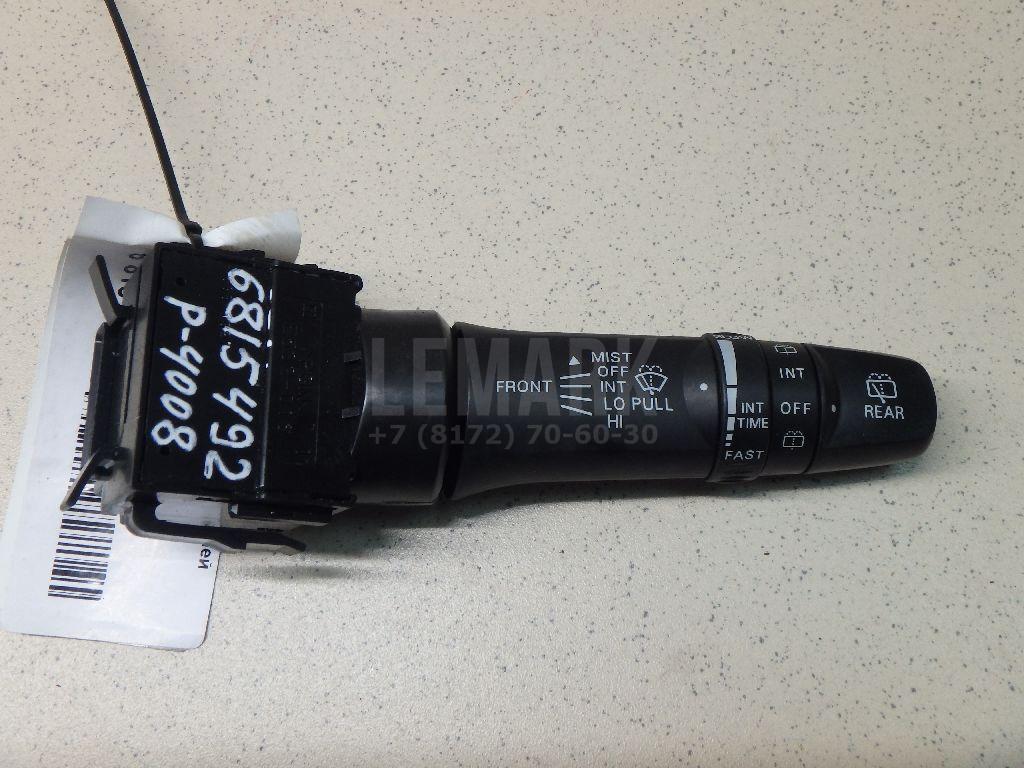 6815492
P-4008
LEMARK
+7 (8172) 70-60-30
FRONT
MIST
OFF
INT
LO PULL
HI
INT
TIME
FAST
INT
OFF
REAR